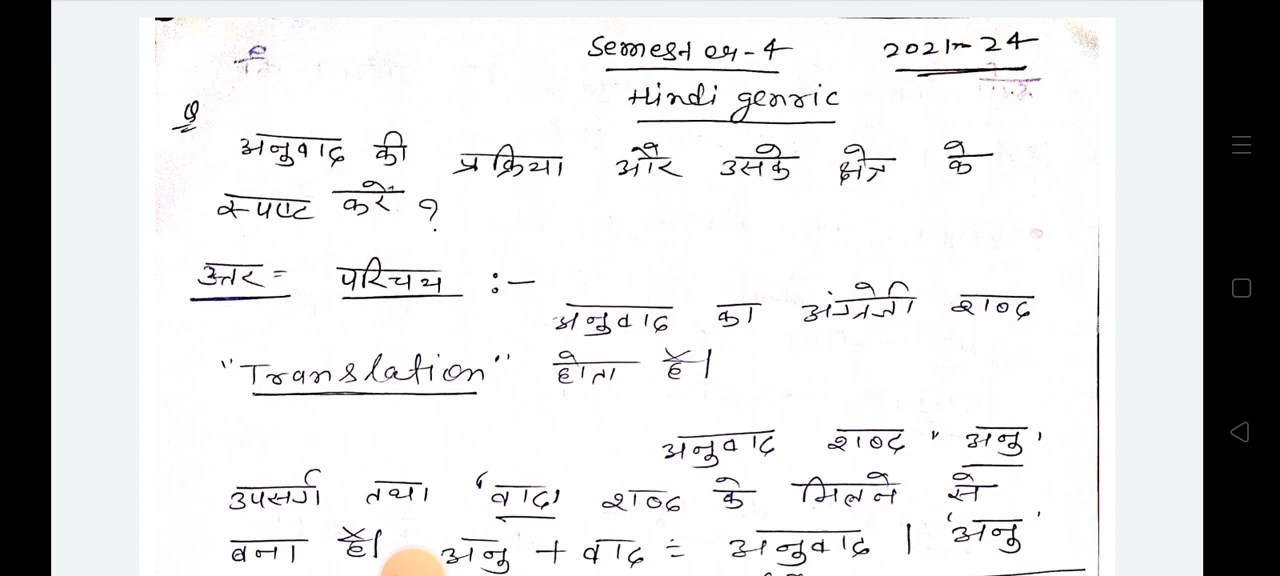 Semester-4 2021-24
Hindi genric
Q
अनुवाद की प्रक्रिया और उसके क्षेत्र के
स्पष्ट करें ?
उत्तर = परिचय :-
अनुवाद का अंग्रेजी शब्द
"Translation" होता है।
अनुवाद शब्द "अनु'
उपसर्ग तथा 'वाद' शब्द के मिलने से
बना है। अनु + वाद = अनुवाद । 'अनु'